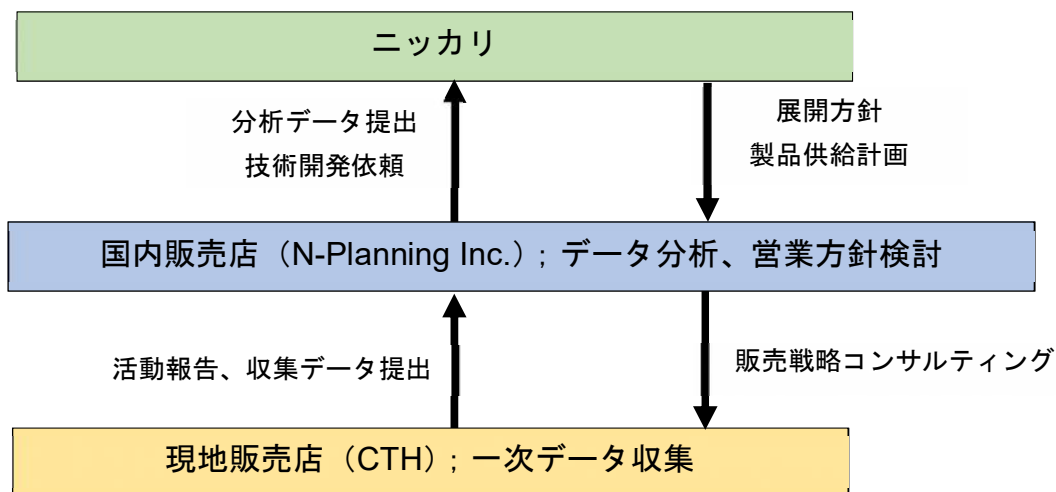 ニッカリ
分析データ提出
技術開発依頼
展開方針
製品供給計画
国内販売店（N-Planning Inc.）; データ分析、営業方針検討
活動報告、収集データ提出
販売戦略コンサルティング
現地販売店（CTH）; 一次データ収集